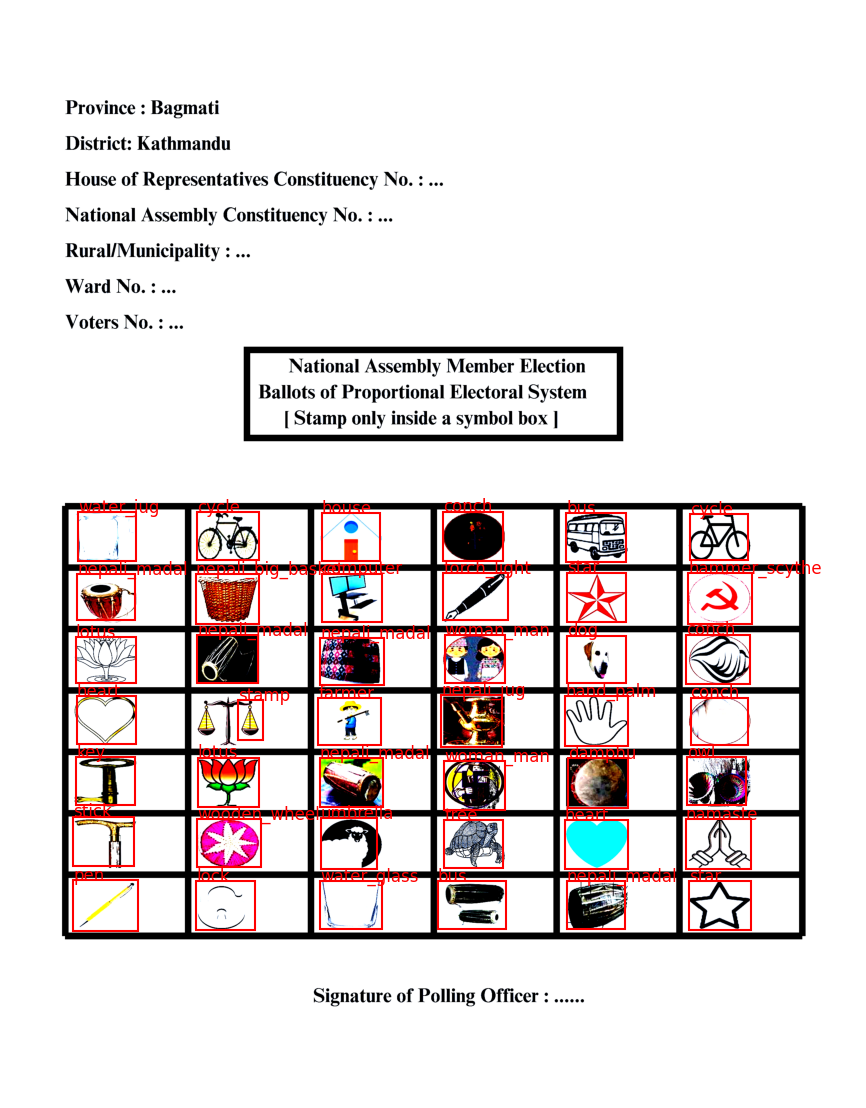 Province : Bagmati
District: Kathmandu
House of Representatives Constituency No. : ...
National Assembly Constituency No. : ...
Rural/Municipality : ...
Ward No. : ...
Voters No. : ...
National Assembly Member Election
Ballots of Proportional Electoral System
[ Stamp only inside a symbol box ]
water_jug cycle house conch bus cycle
nepali_madal nepali_big_basket computer torch_light star hammer_scythe
lotus nepali_madal nepali_madal woman_man dog conch
heart stamp farmer nepali_jug hand_palm conch
key lotus nepali_madal woman_man damphu owl
stick wooden_wheel umbrella tree heart namaste
pen lock water_glass bus nepali_madal star
Signature of Polling Officer : ......